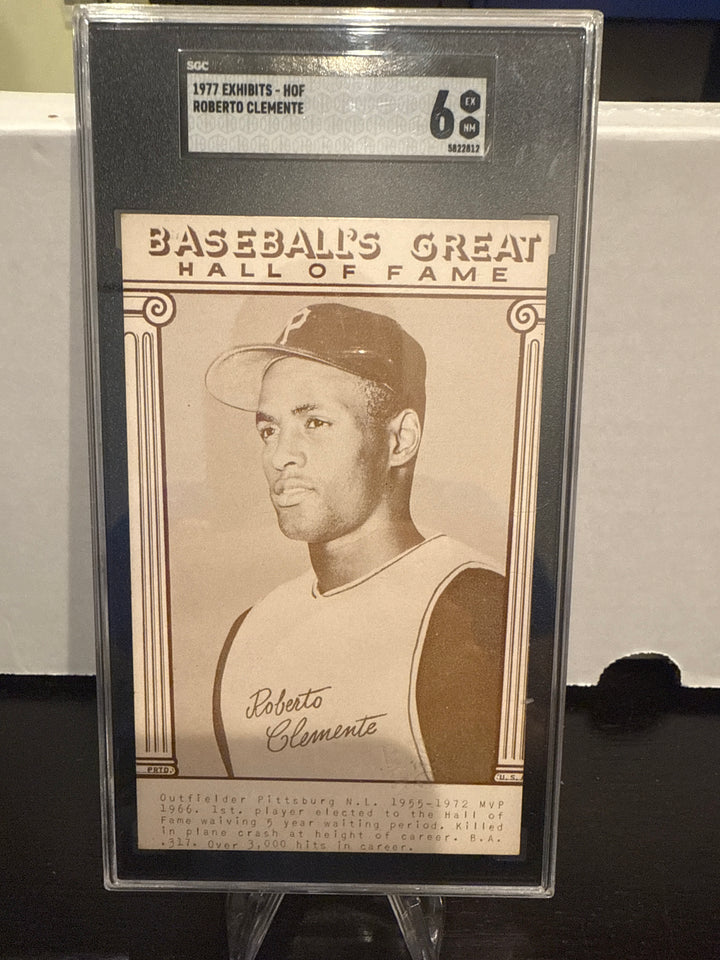 SGC
1977 EXHIBITS - HOF
ROBERTO CLEMENTE
6
EX
NM
5822812
BASEBALL'S GREAT
HALL OF FAME
P
Roberto
Clemente
PRTD.
U.S.
Outfielder Pittsburg N.L. 1955-1972 MVP
1966. 1st. player elected to the Hall of
Fame waiving 5 year waiting period. Killed
in plane crash at height of career. B.A.
.317. Over 3,000 hits in career.